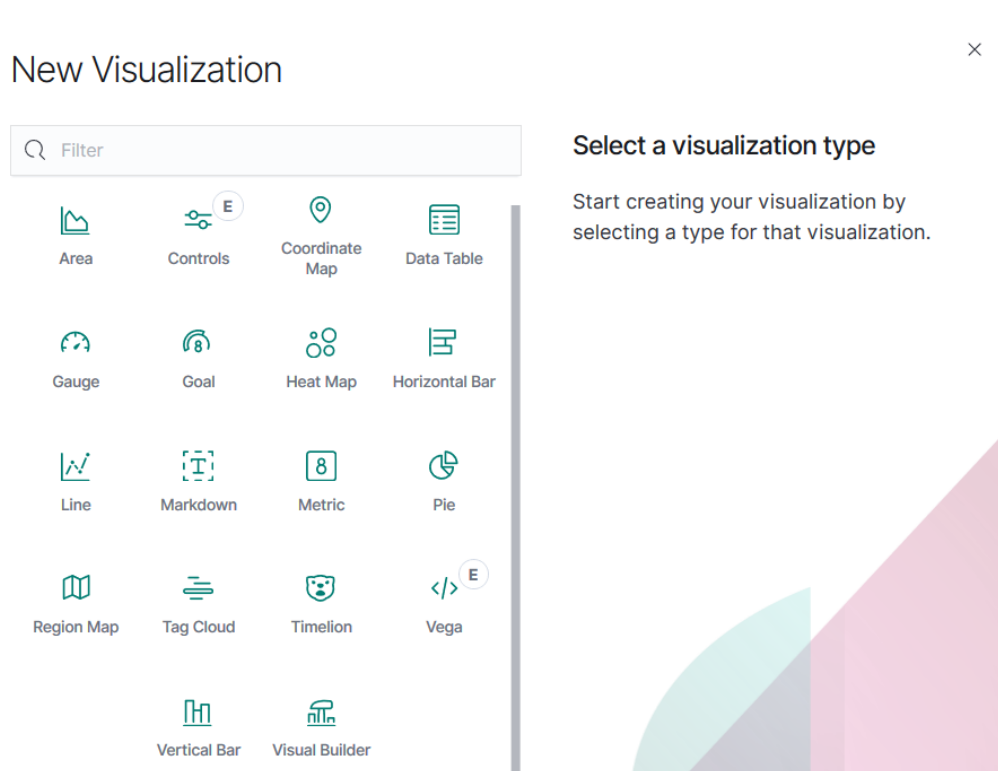 New Visualization
Filter
Select a visualization type
Start creating your visualization by
selecting a type for that visualization.
E
Area
Controls
Coordinate
Map
Data Table
8
Gauge
Goal
Heat Map
Horizontal Bar
T
8
Line
Markdown
Metric
Pie
E
Region Map
Tag Cloud
Timelion
Vega
Vertical Bar
Visual Builder